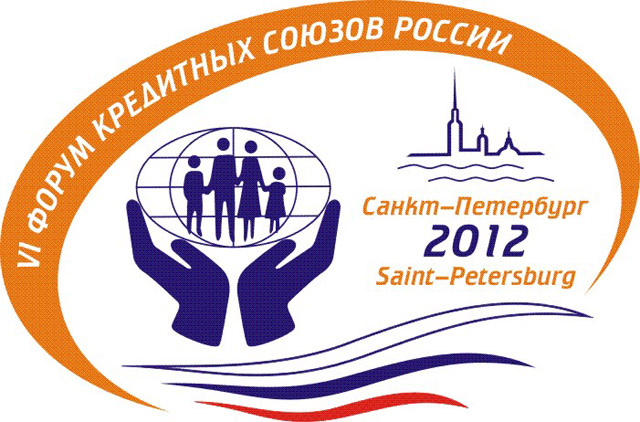 VI ФОРУМ КРЕДИТНЫХ СОЮЗОВ РОССИИ
Санкт-Петербург
2012
Saint-Petersburg